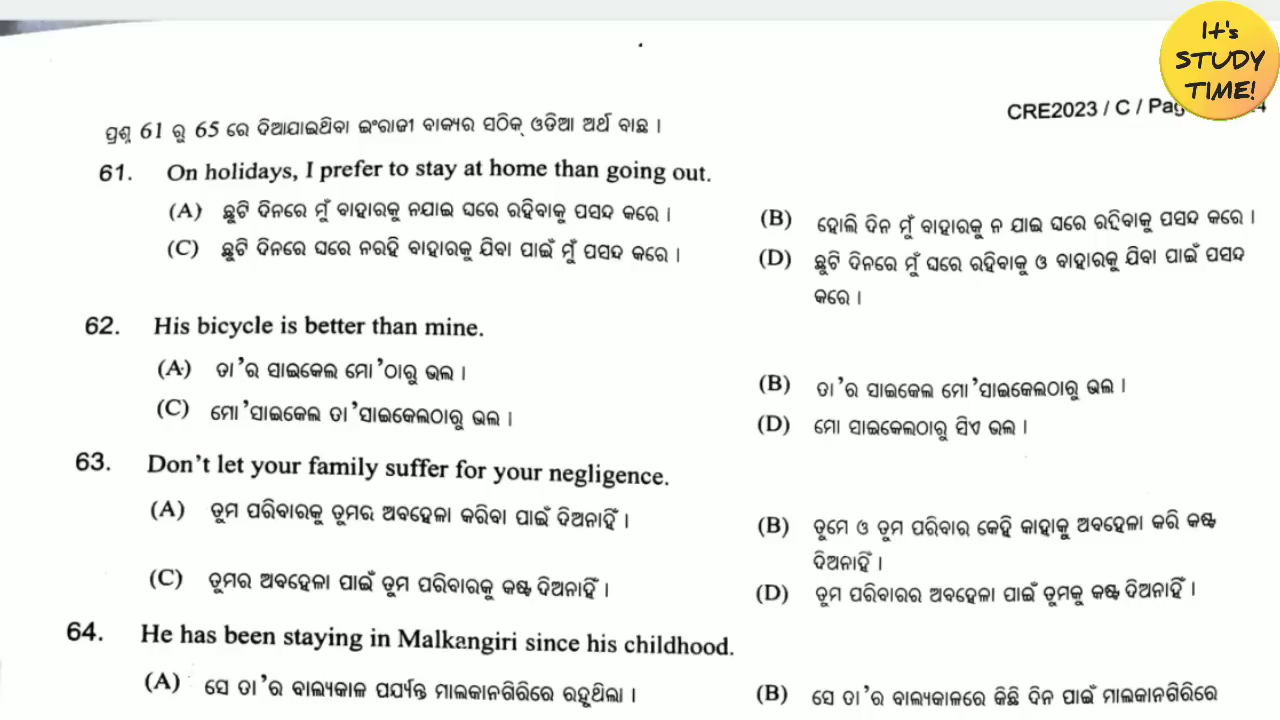 It's
STUDY
TIME!
CRE2023 / C / Pag
ପ୍ରଶ୍ନ 61 ରୁ 65 ରେ ଦିଆଯାଇଥିବା ଇଂରାଜୀ ବାକ୍ୟର ସଠିକ୍ ଓଡିଆ ଅର୍ଥ ବାଛ ।
61. On holidays, I prefer to stay at home than going out.
(A) ଛୁଟି ଦିନରେ ମୁଁ ବାହାରକୁ ନଯାଇ ଘରେ ରହିବାକୁ ପସନ୍ଦ କରେ ।
(B) ହୋଲି ଦିନ ମୁଁ ବାହାରକୁ ନ ଯାଇ ଘରେ ରହିବାକୁ ପସନ୍ଦ କରେ ।
(C) ଛୁଟି ଦିନରେ ଘରେ ନରହି ବାହାରକୁ ଯିବା ପାଇଁ ମୁଁ ପସନ୍ଦ କରେ ।
(D) ଛୁଟି ଦିନରେ ମୁଁ ଘରେ ରହିବାକୁ ଓ ବାହାରକୁ ଯିବା ପାଇଁ ପସନ୍ଦ
କରେ ।
62. His bicycle is better than mine.
(A) ତା'ର ସାଇକେଲ ମୋ'ଠାରୁ ଭଲ ।
(B) ତା'ର ସାଇକେଲ ମୋ'ସାଇକେଲଠାରୁ ଭଲ ।
(C) ମୋ'ସାଇକେଲ ତା'ସାଇକେଲଠାରୁ ଭଲ ।
(D) ମୋ ସାଇକେଲଠାରୁ ସିଏ ଭଲ ।
63. Don't let your family suffer for your negligence.
(A) ତୁମ ପରିବାରକୁ ତୁମର ଅବହେଳା କରିବା ପାଇଁ ଦିଅନାହିଁ ।
(B) ତୁମେ ଓ ତୁମ ପରିବାର କେହି କାହାକୁ ଅବହେଳା କରି କଷ୍ଟ
ଦିଅନାହିଁ ।
(C) ତୁମର ଅବହେଳା ପାଇଁ ତୁମ ପରିବାରକୁ କଷ୍ଟ ଦିଅନାହିଁ ।
(D) ତୁମ ପରିବାରର ଅବହେଳା ପାଇଁ ତୁମକୁ କଷ୍ଟ ଦିଅନାହିଁ ।
64. He has been staying in Malkangiri since his childhood.
(A) ସେ ତା'ର ବାଲ୍ୟକାଳ ପର୍ଯ୍ୟନ୍ତ ମାଲକାନଗିରିରେ ରହୁଥିଲା ।
(B) ସେ ତା'ର ବାଲ୍ୟକାଳରେ କିଛି ଦିନ ପାଇଁ ମାଲକାନଗିରିରେ